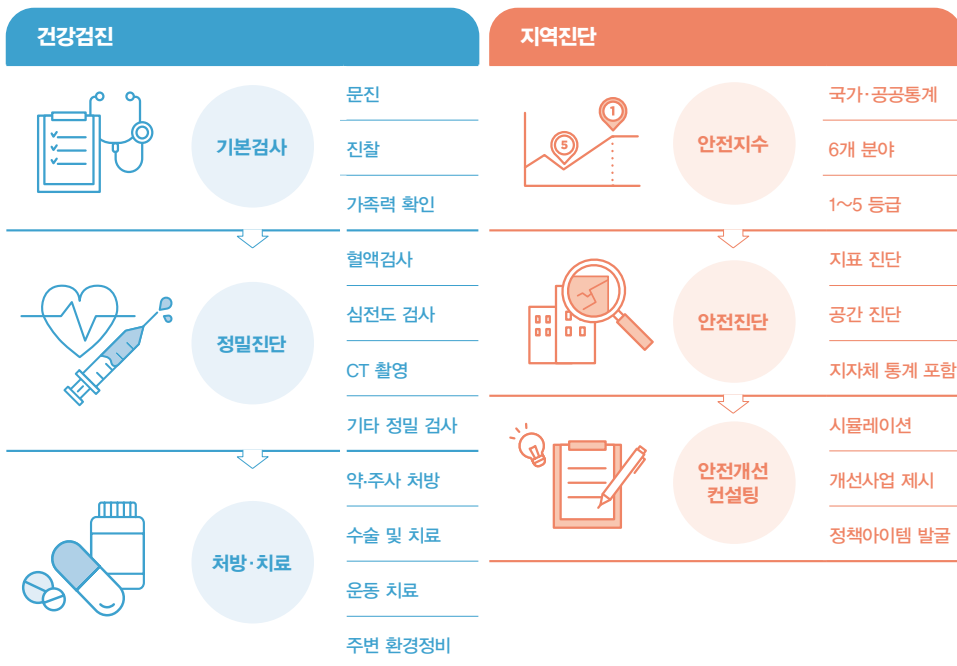 건강검진
기본검사
문진
진찰
가족력 확인
정밀진단
혈액검사
심전도 검사
CT 촬영
기타 정밀 검사
처방·치료
약·주사 처방
수술 및 치료
운동 치료
주변 환경정비
지역진단
1
5
안전지수
국가·공공통계
6개 분야
1~5 등급
안전진단
지표 진단
공간 진단
지자체 통계 포함
안전개선
컨설팅
시뮬레이션
개선사업 제시
정책아이템 발굴